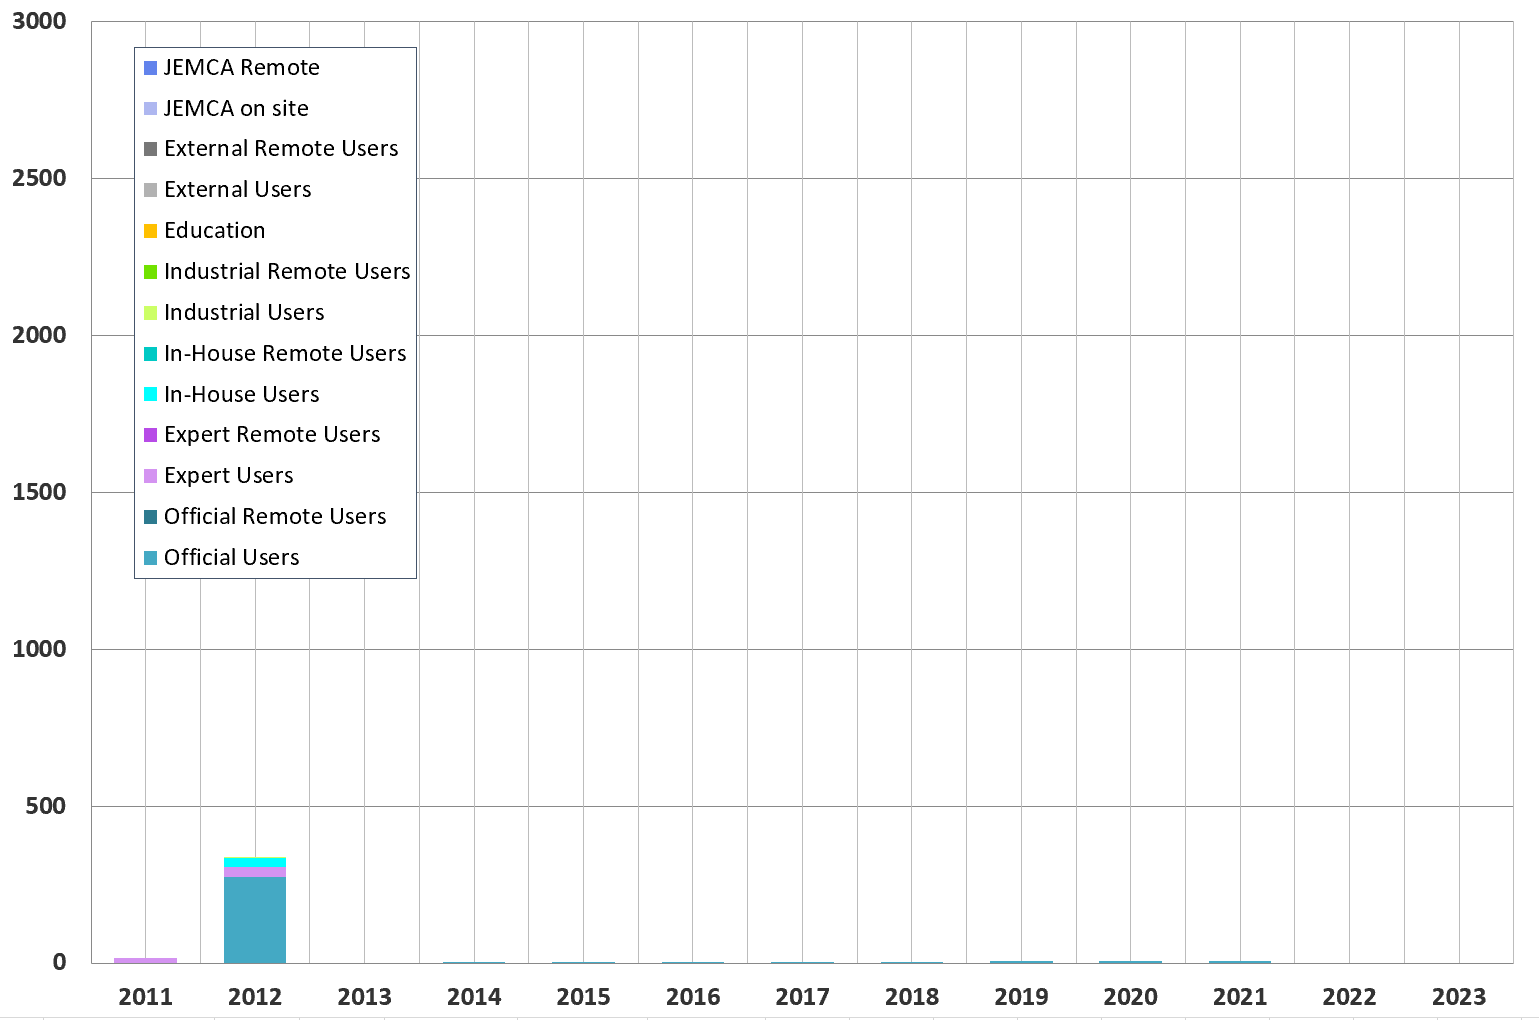 3000
JEMCA Remote
JEMCA on site
External Remote Users
2500
External Users
Education
Industrial Remote Users
Industrial Users
2000
In-House Remote Users
In-House Users
Expert Remote Users
Expert Users
1500
Official Remote Users
Official Users
1000
500
0
2011 2012 2013 2014 2015 2016 2017 2018 2019 2020 2021 2022 2023